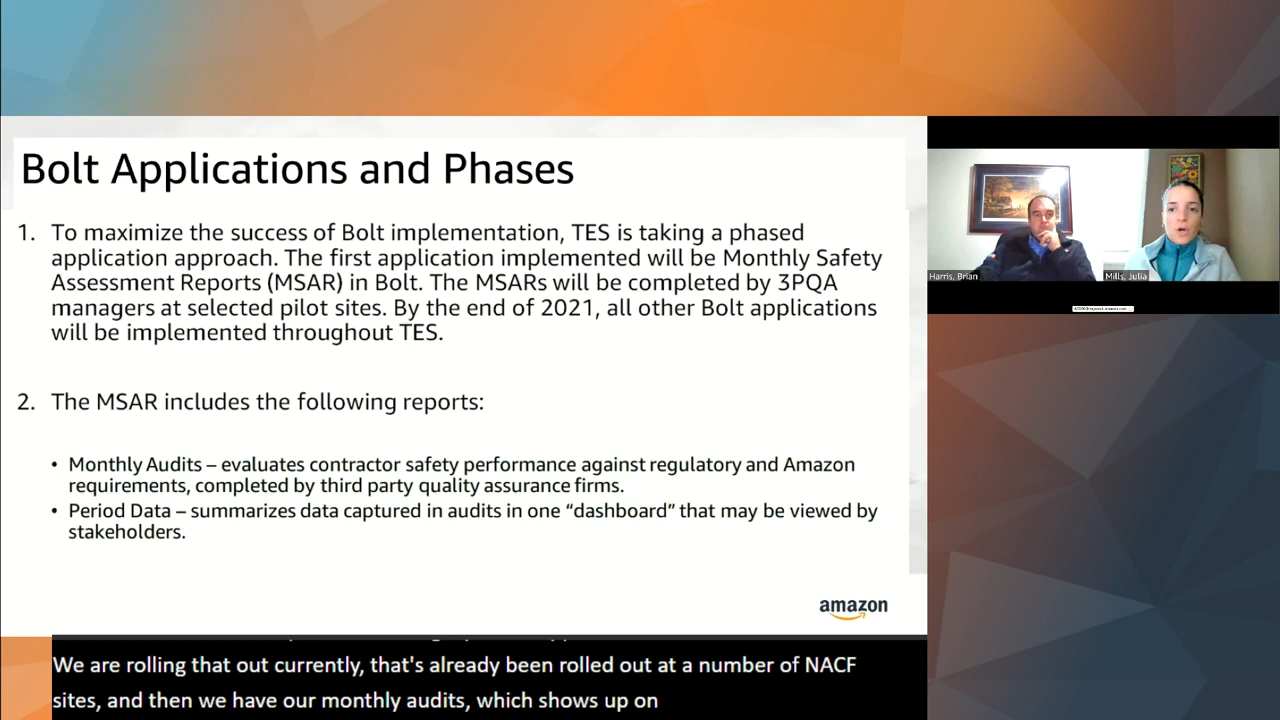 Bolt Applications and Phases
1. To maximize the success of Bolt implemntation, TES is taking a phased
application approach. The first application implemented will be Monthly Safety
Assessment Reports (MSAR) in Bolt. The MSARs will be completed by 3PQA
managers at selected pilot sites. By the end of 2021, all other Bolt applications
will be implemented throughout TES.
2. The MSAR includes the following reports:
• Monthly Audits – evaluates contractor safety performance against regulatory and Amazon
requirements, completed by third party quality assurance firms.
• Period Data – summarizes data captured in audits in one “dashboard” that may be viewed by
stakeholders.
amazon
Harris, Brian
Mills, Julia
We are rolling that out currently, that's already been rolled out at a number of NACF
sites, and then we have our monthly audits, which shows up on